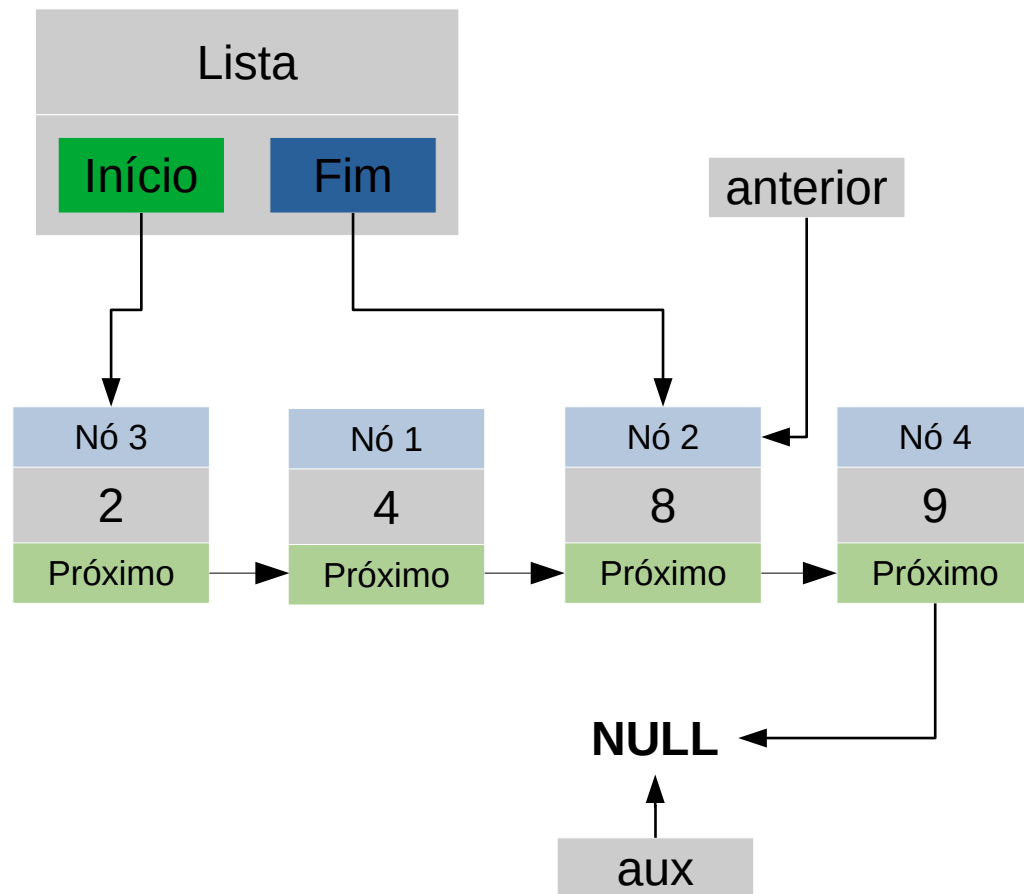 Lista
Início Fim
anterior
Nó 3 Nó 1 Nó 2 Nó 4
2 4 8 9
Próximo Próximo Próximo Próximo
NULL
aux